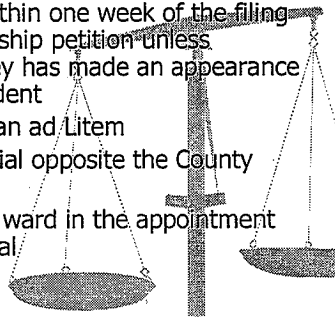 thin one week of the filing
ship petition unless
y has made an appearance
dent
an ad Litem
ial opposite the County
ward in the appointment
al